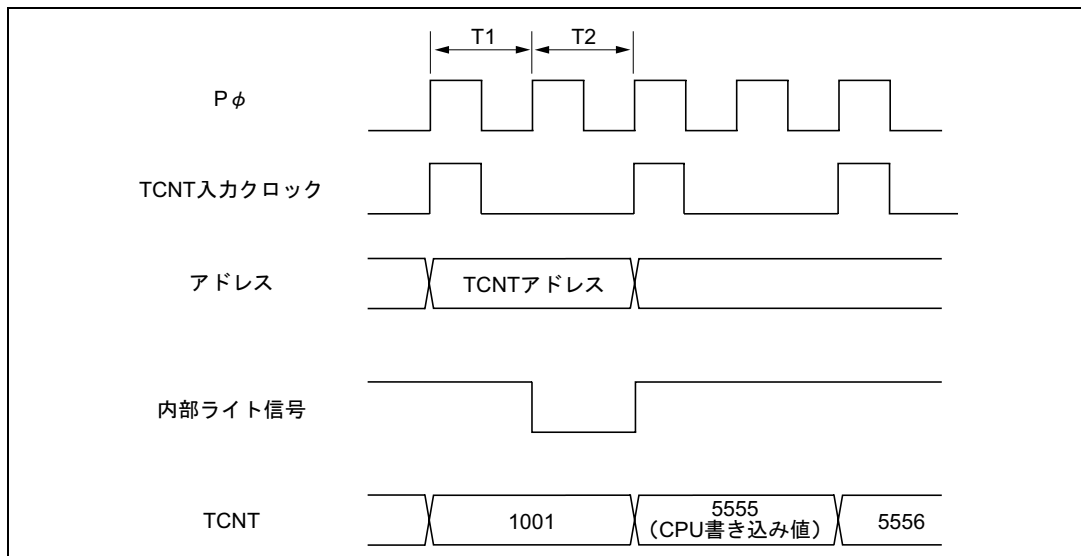 T1 T2
Pφ
TCNT入力クロック
アドレス TCNTアドレス
内部ライト信号
TCNT 1001 5555 5556
（CPU書き込み値）